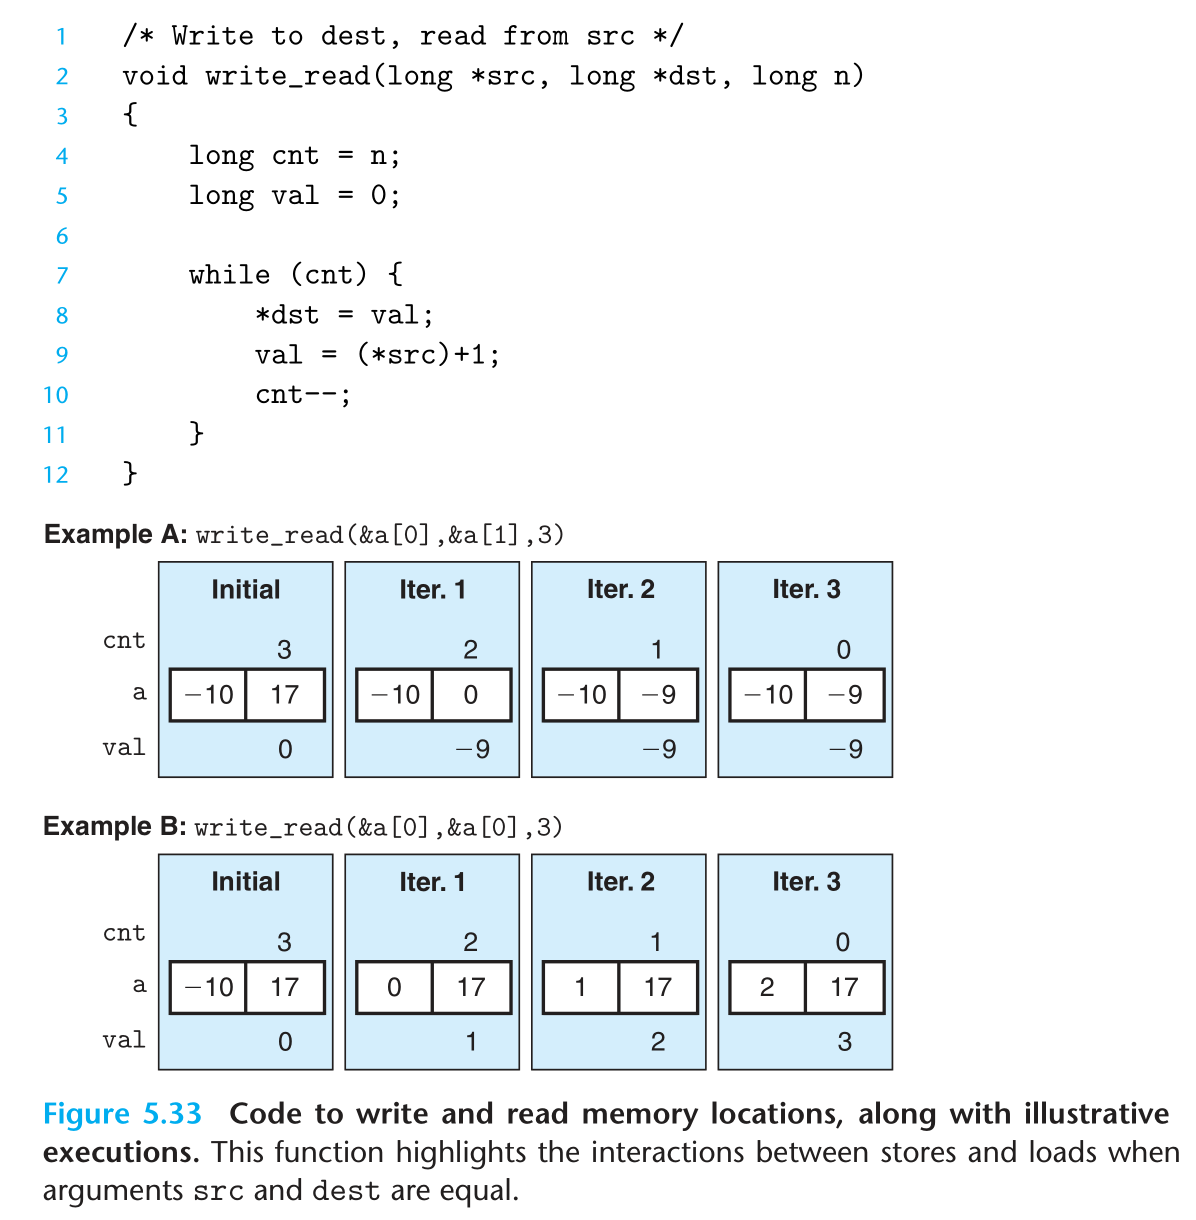 1 /* Write to dest, read from src */
2 void write_read(long *src, long *dst, long n)
3 {
4 long cnt = n;
5 long val = 0;
6
7 while (cnt) {
8 *dst = val;
9 val = (*src)+1;
10 cnt--;
11 }
12 }
Example A: write_read(&a[0],&a[1],3)
Initial Iter. 1 Iter. 2 Iter. 3
cnt 3 2 1 0
a −10 17 −10 0 −10 −9 −10 −9
val 0 −9 −9 −9
Example B: write_read(&a[0],&a[0],3)
Initial Iter. 1 Iter. 2 Iter. 3
cnt 3 2 1 0
a −10 17 0 17 1 17 2 17
val 0 1 2 3
Figure 5.33 Code to write and read memory locations, along with illustrative
executions. This function highlights the interactions between stores and loads when
arguments src and dest are equal.